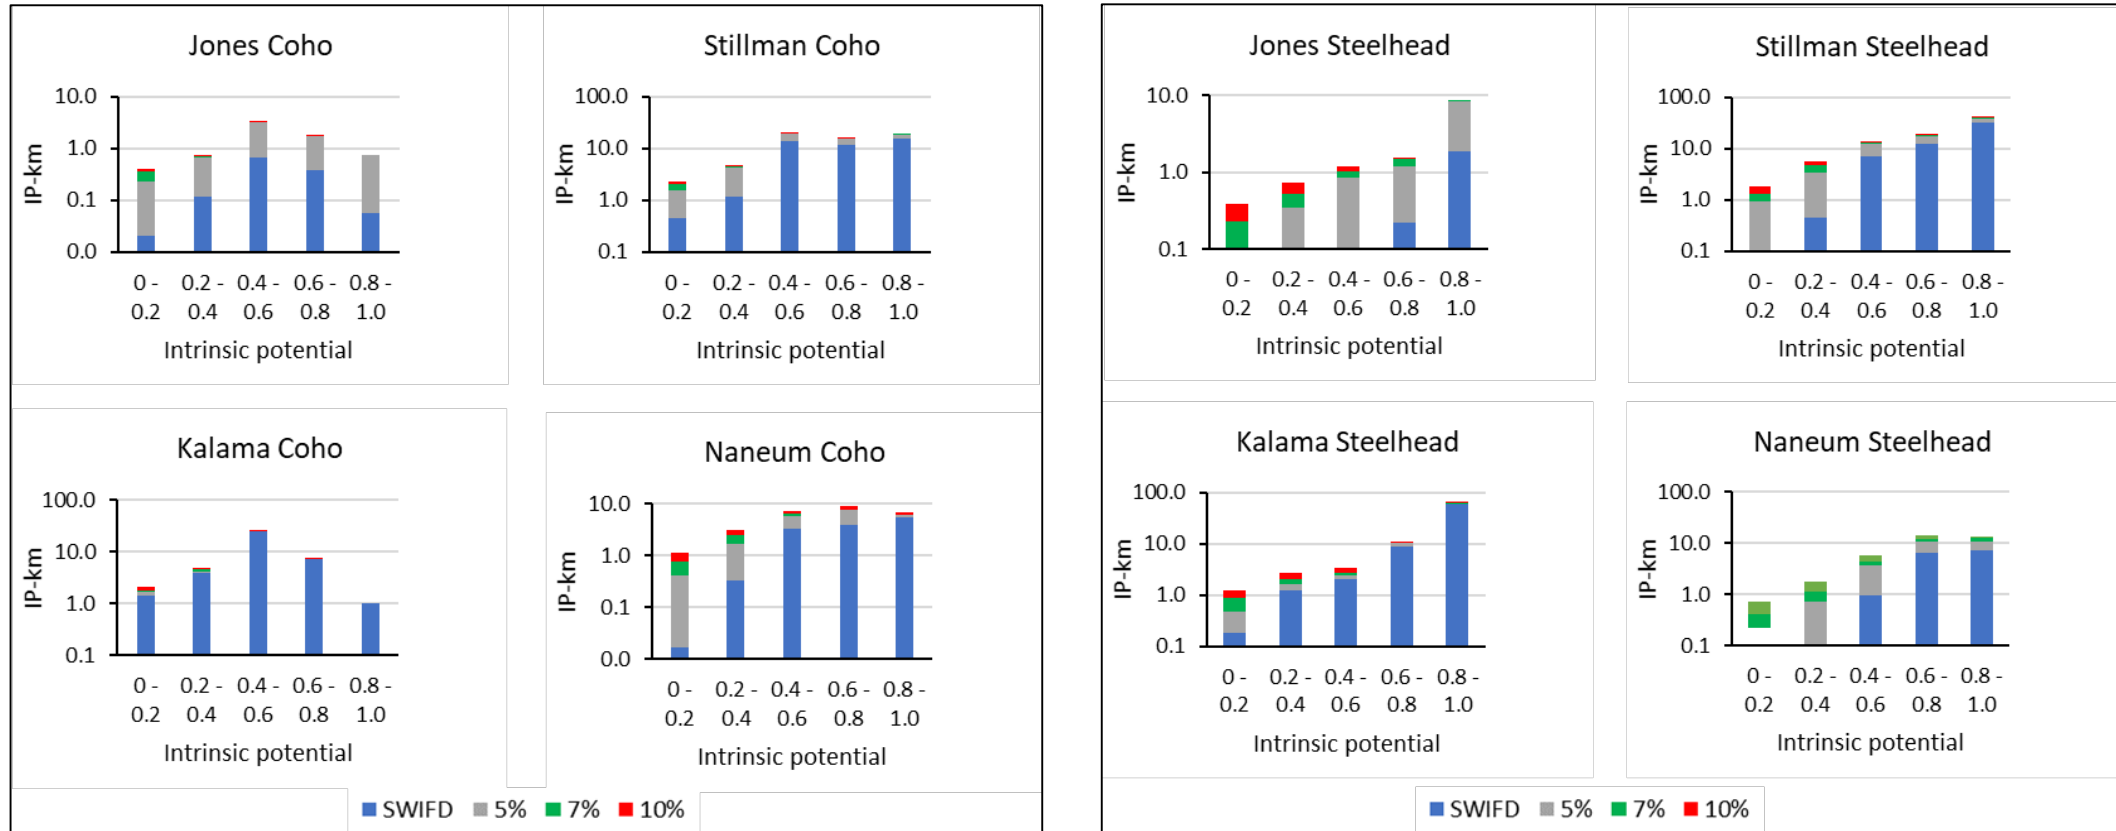 Jones Coho
10.0
1.0
0.1
0.0
IP-km
0 - 0.2 - 0.4 - 0.6 - 0.8 -
0.2 0.4 0.6 0.8 1.0
Intrinsic potential
Stillman Coho
100.0
10.0
1.0
0.1
IP-km
0 - 0.2 - 0.4 - 0.6 - 0.8 -
0.2 0.4 0.6 0.8 1.0
Intrinsic potential
Kalama Coho
100.0
10.0
1.0
0.1
IP-km
0 - 0.2 - 0.4 - 0.6 - 0.8 -
0.2 0.4 0.6 0.8 1.0
Intrinsic potential
Naneum Coho
10.0
1.0
0.1
0.0
IP-km
0 - 0.2 - 0.4 - 0.6 - 0.8 -
0.2 0.4 0.6 0.8 1.0
Intrinsic potential
SWIFD 5% 7% 10%
Jones Steelhead
10.0
1.0
0.1
IP-km
0 - 0.2 - 0.4 - 0.6 - 0.8 -
0.2 0.4 0.6 0.8 1.0
Intrinsic potential
Stillman Steelhead
100.0
10.0
1.0
0.1
IP-km
0 - 0.2 - 0.4 - 0.6 - 0.8 -
0.2 0.4 0.6 0.8 1.0
Intrinsic potential
Kalama Steelhead
100.0
10.0
1.0
0.1
IP-km
0 - 0.2 - 0.4 - 0.6 - 0.8 -
0.2 0.4 0.6 0.8 1.0
Intrinsic potential
Naneum Steelhead
100.0
10.0
1.0
0.1
IP-km
0 - 0.2 - 0.4 - 0.6 - 0.8 -
0.2 0.4 0.6 0.8 1.0
Intrinsic potential
SWIFD 5% 7% 10%